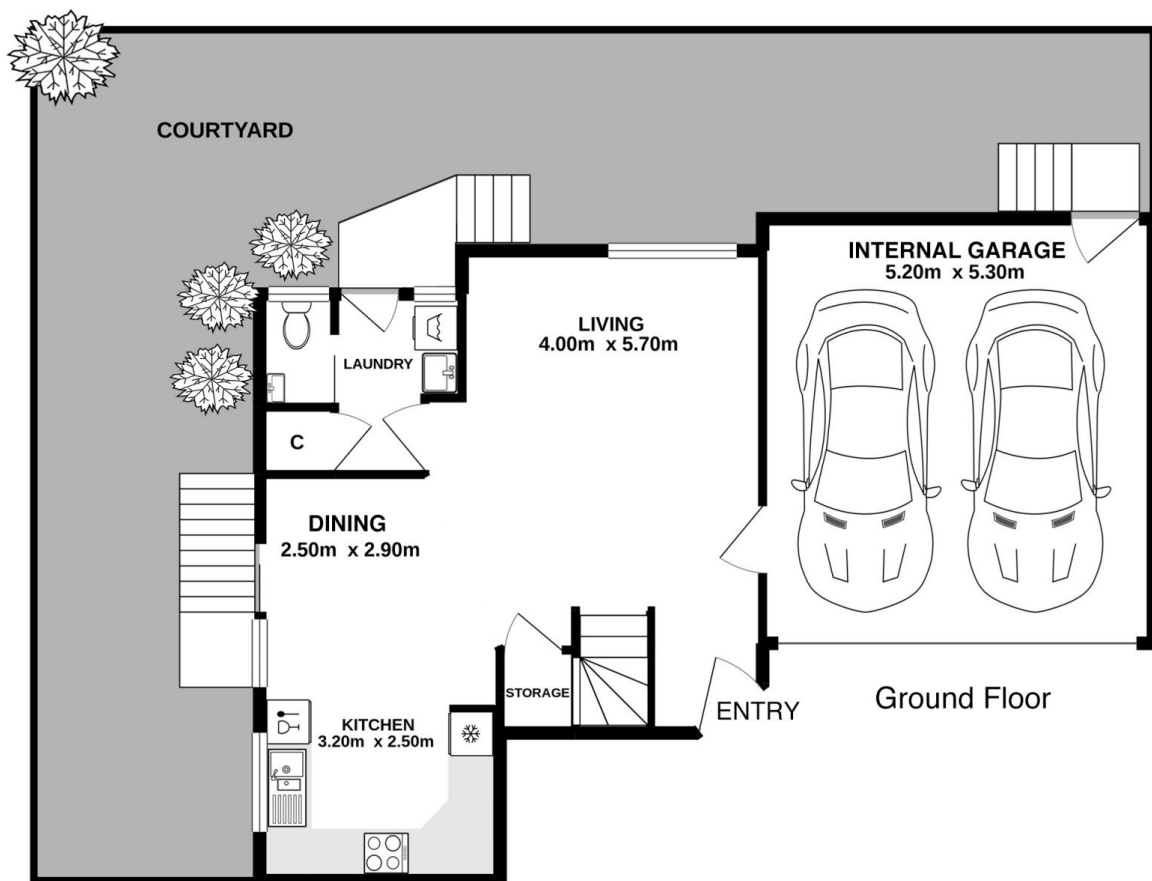 COURTYARD
INTERNAL GARAGE
5.20m x 5.30m
LIVING
4.00m x 5.70m
LAUNDRY
C
DINING
2.50m x 2.90m
STORAGE
ENTRY
Ground Floor
KITCHEN
3.20m x 2.50m